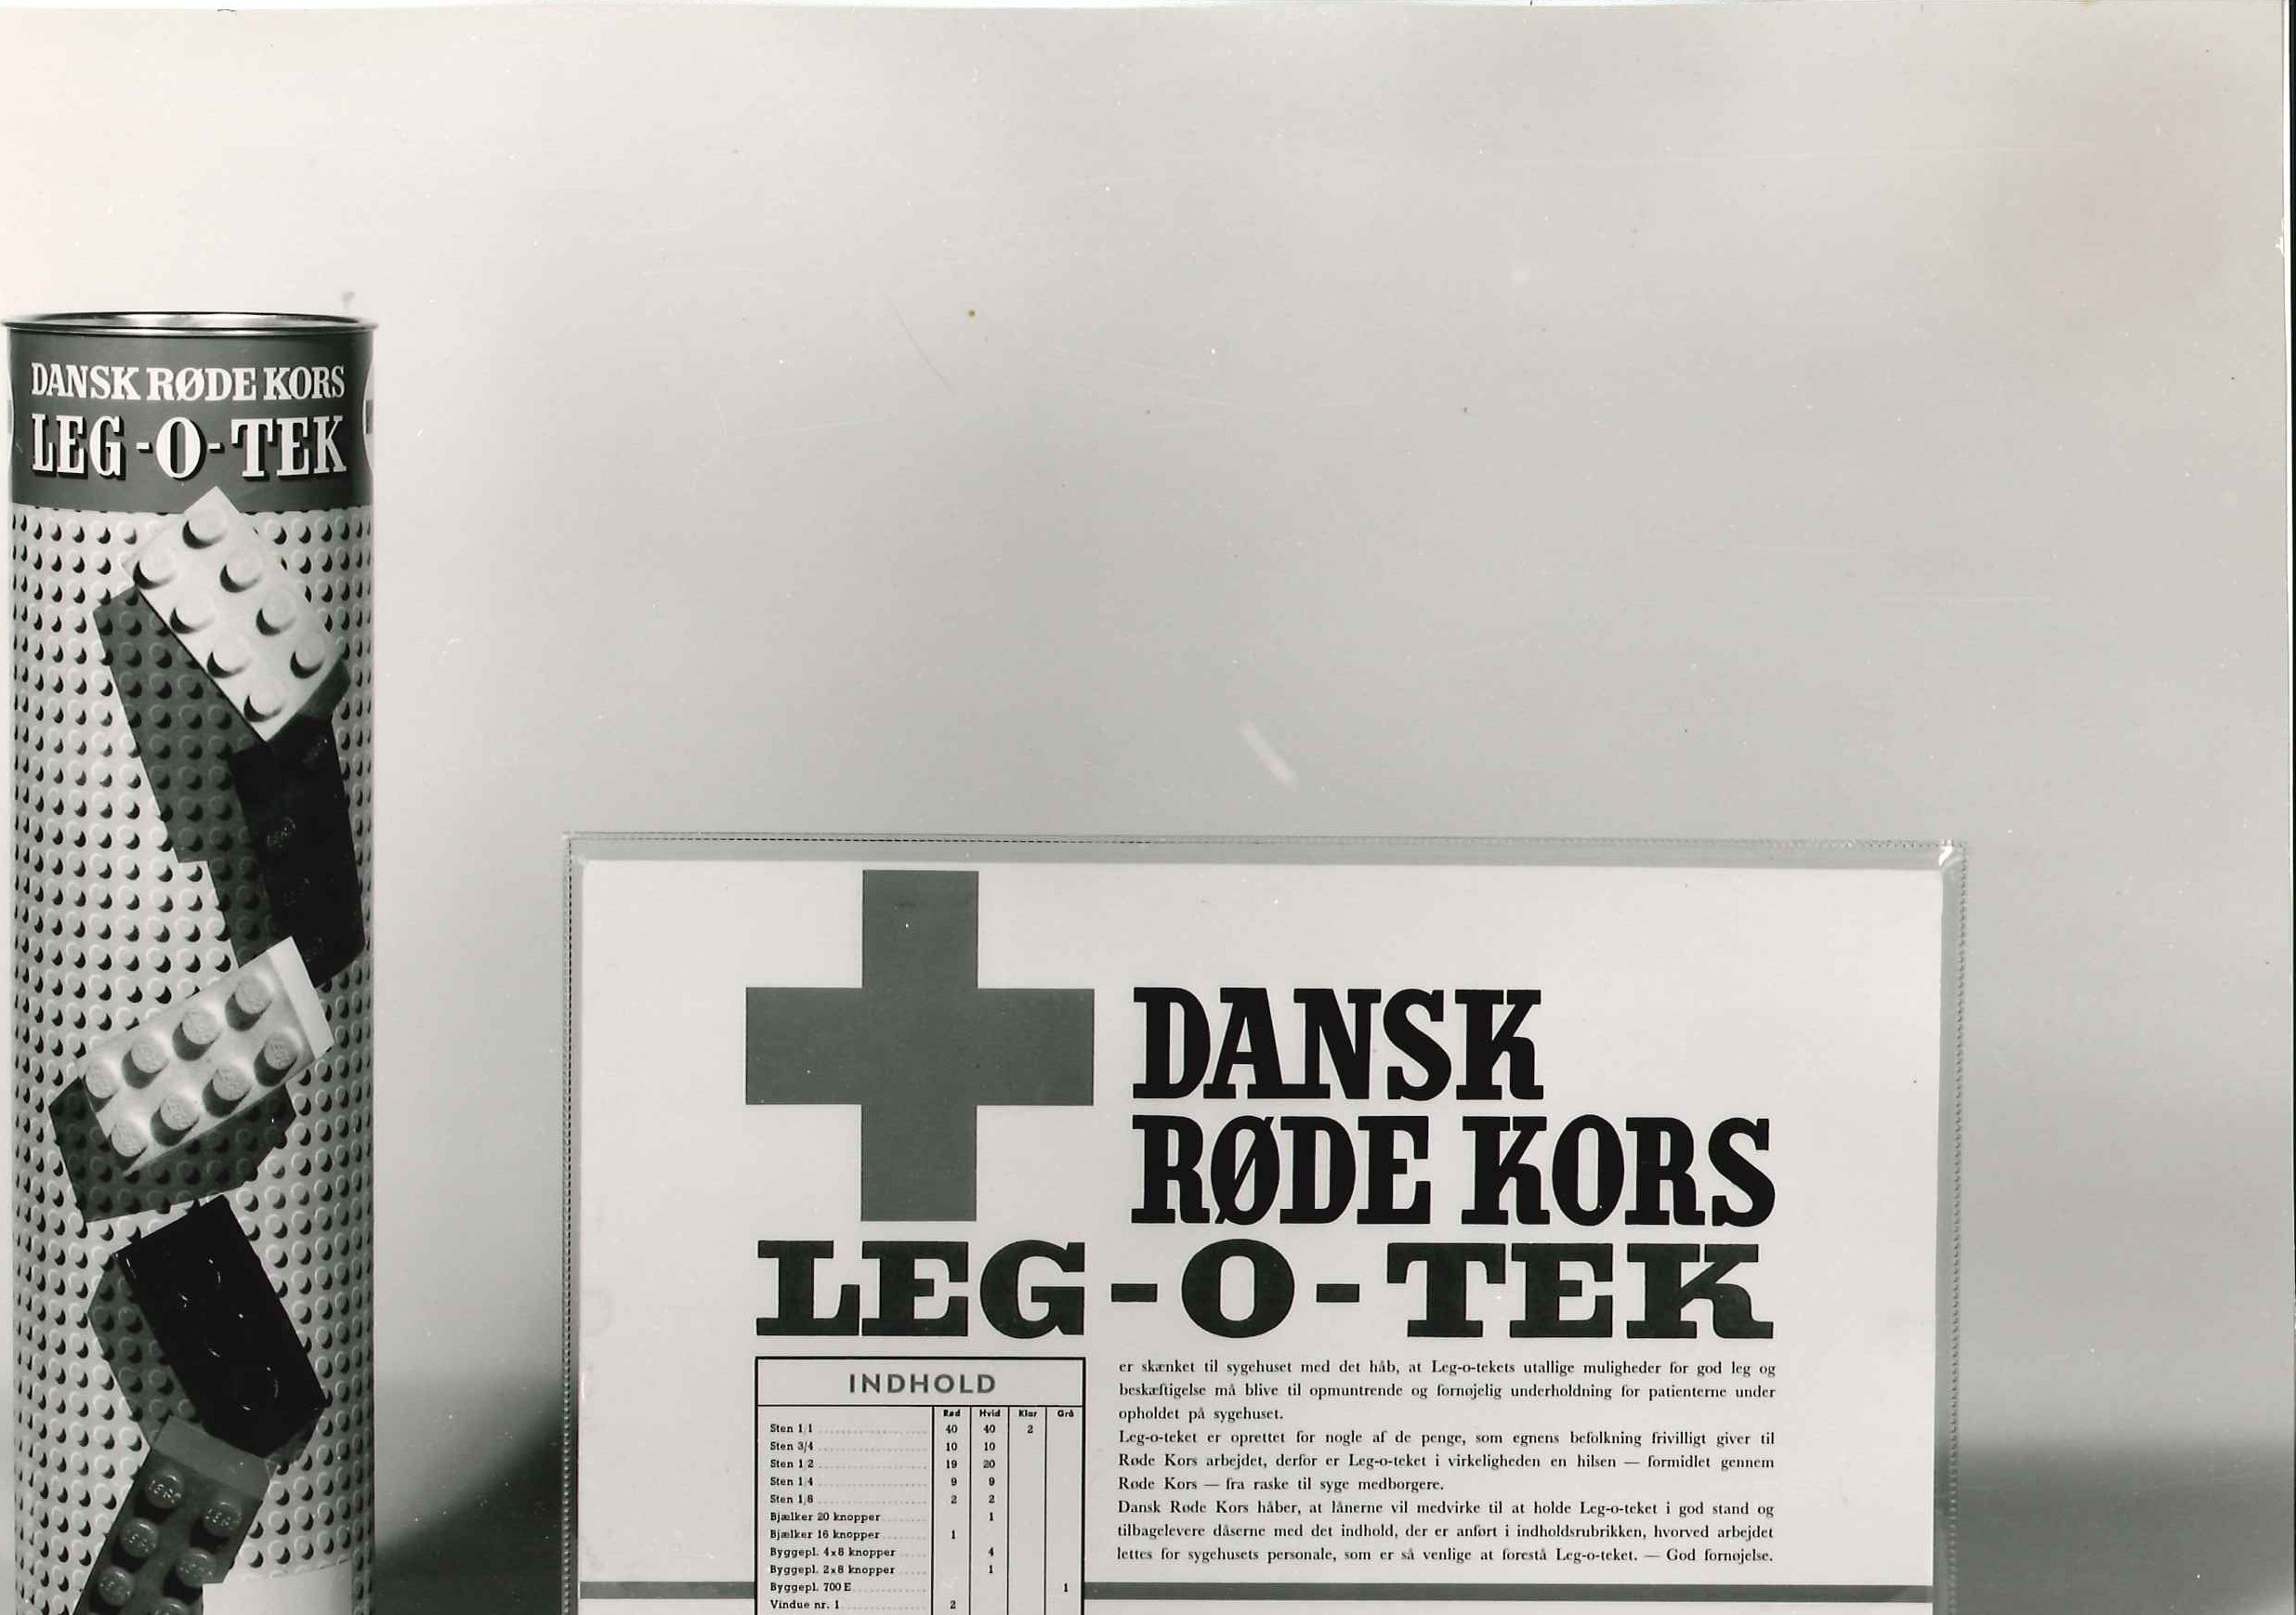 DANSK RØDE KORS
LEG-O-TEK
DANSK
RØDE KORS
LEG-O-TEK
INDHOLD
Rød Hvid Klar Grå
Sten 1/1 40 40 2
Sten 3/4 10 10
Sten 1/2 19 20
Sten 1/4 9 9
Sten 1/8 2 2
Bjælker 20 knopper 1
Bjælker 16 knopper 1
Byggepl. 4x8 knopper 4
Byggepl. 2x8 knopper 1
Byggepl. 700 E 1
Vindue nr. 1 2
er skænket til sygehuset med det håb, at Leg-o-tekets utallige muligheder for god leg og
beskæftigelse må blive til opmuntrende og fornøjelig underholdning for patienterne under
opholdet på sygehuset.
Leg-o-teket er oprettet for nogle af de penge, som egnens befolkning frivilligt giver til
Røde Kors arbejdet, derfor er Leg-o-teket i virkeligheden en hilsen — formidlet gennem
Røde Kors — fra raske til syge medborgere.
Dansk Røde Kors håber, at lånerne vil medvirke til at holde Leg-o-teket i god stand og
tilbagelevere dåserne med det indhold, der er anført i indholdsrubrikken, hvorved arbejdet
lettes for sygehusets personale, som er så venlige at forestå Leg-o-teket. — God fornøjelse.